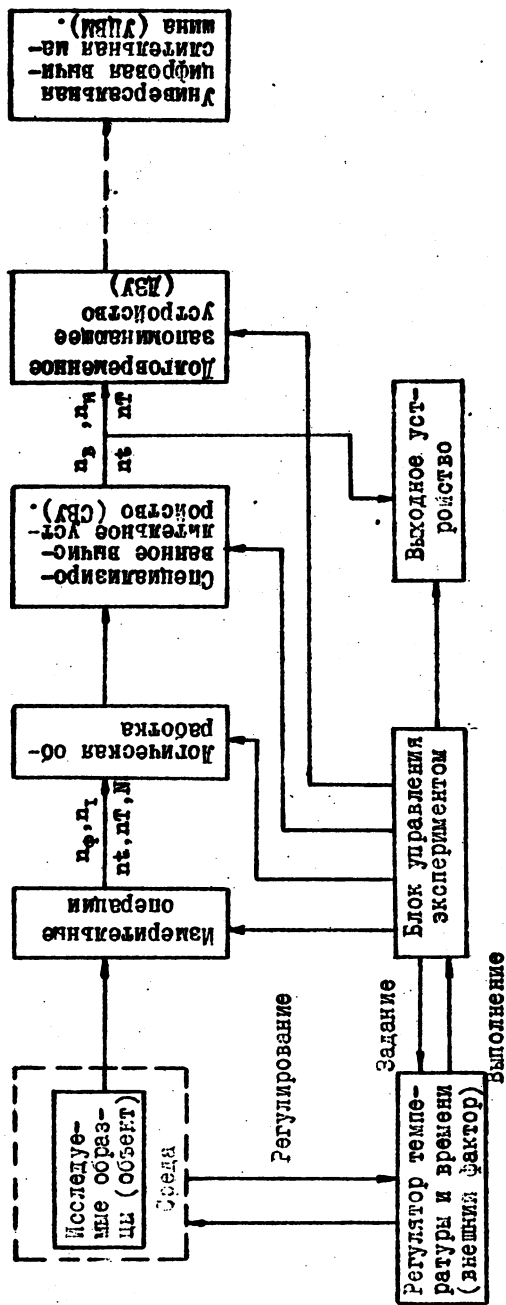 Исследуе-
мые образ-
цы (объект)
Среда
Измерительные
операции
nφ, nI
nt, nT, N
Логическая об-
работка
Специализиро-
ванное вычис-
лительное уст-
ройство (СВУ).
nв, nи
nt nT
Долговременное
запоминающее
устройство
(ДЗУ)
Универсальная
цифровая вычи-
слительная ма-
шина (УЦВМ).
Регулирование
Регулятор темпе-
ратуры и времени
(внешний фактор)
Задание
Выполнение
Блок управления
экспериментом
Выходное уст-
ройство